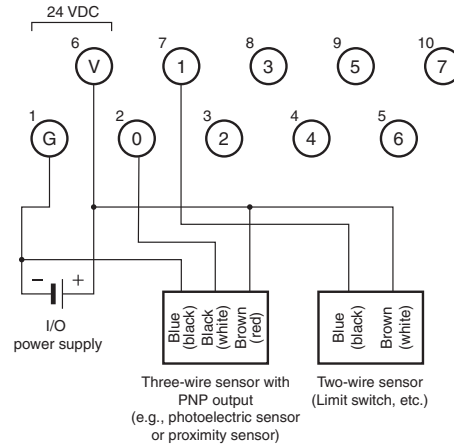 24 VDC
6 V
7 1
8 3
9 5
10 7
1 G
2 0
3 2
4 4
5 6
− +
I/O
power supply
Blue
(black)
Black
(white)
Brown
(red)
Blue
(black)
Brown
(white)
Three-wire sensor with
PNP output
(e.g., photoelectric sensor
or proximity sensor)
Two-wire sensor
(Limit switch, etc.)